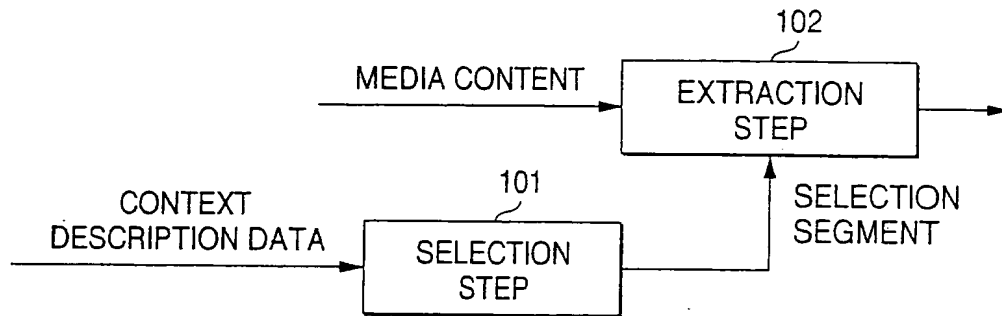 102
MEDIA CONTENT
EXTRACTION
STEP
101
CONTEXT
DESCRIPTION DATA
SELECTION
STEP
SELECTION
SEGMENT